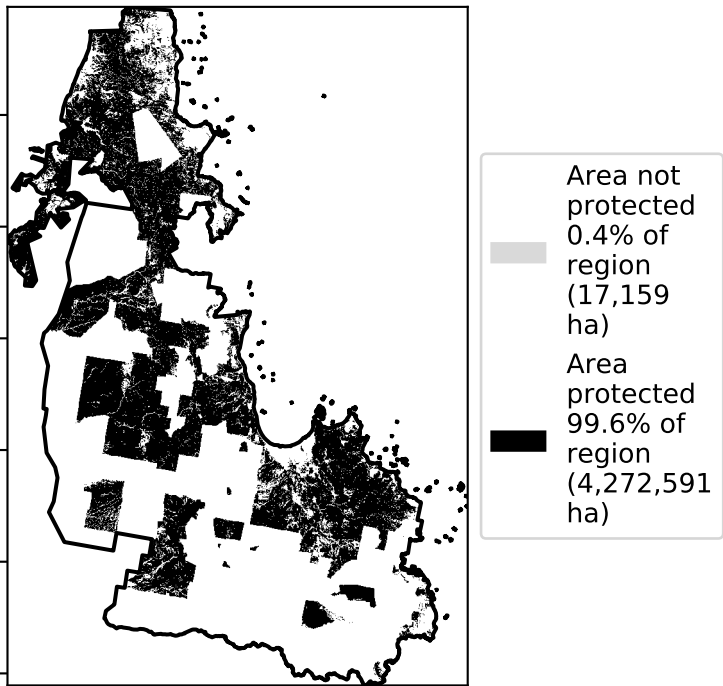 Area not
protected
0.4% of
region
(17,159
ha)
Area
protected
99.6% of
region
(4,272,591
ha)